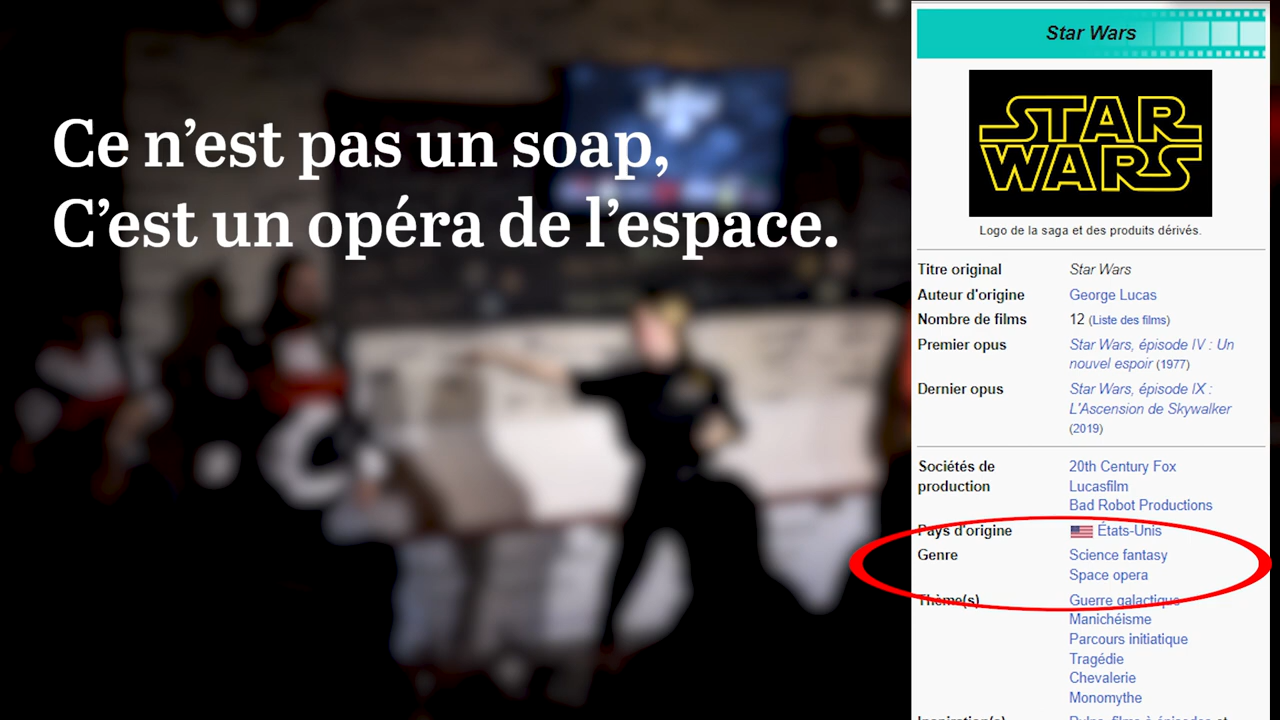 Ce n’est pas un soap,
C’est un opéra de l’espace.
Star Wars
STAR
WARS
Logo de la saga et des produits dérivés.
Titre original Star Wars
Auteur d'origine George Lucas
Nombre de films 12 (Liste des films)
Premier opus Star Wars, épisode IV : Un
nouvel espoir (1977)
Dernier opus Star Wars, épisode IX :
L'Ascension de Skywalker
(2019)
Sociétés de production 20th Century Fox
Lucasfilm
Bad Robot Productions
Pays d'origine États-Unis
Genre Science fantasy
Space opera
Thème(s) Guerre galactique
Manichéisme
Parcours initiatique
Tragédie
Chevalerie
Monomythe